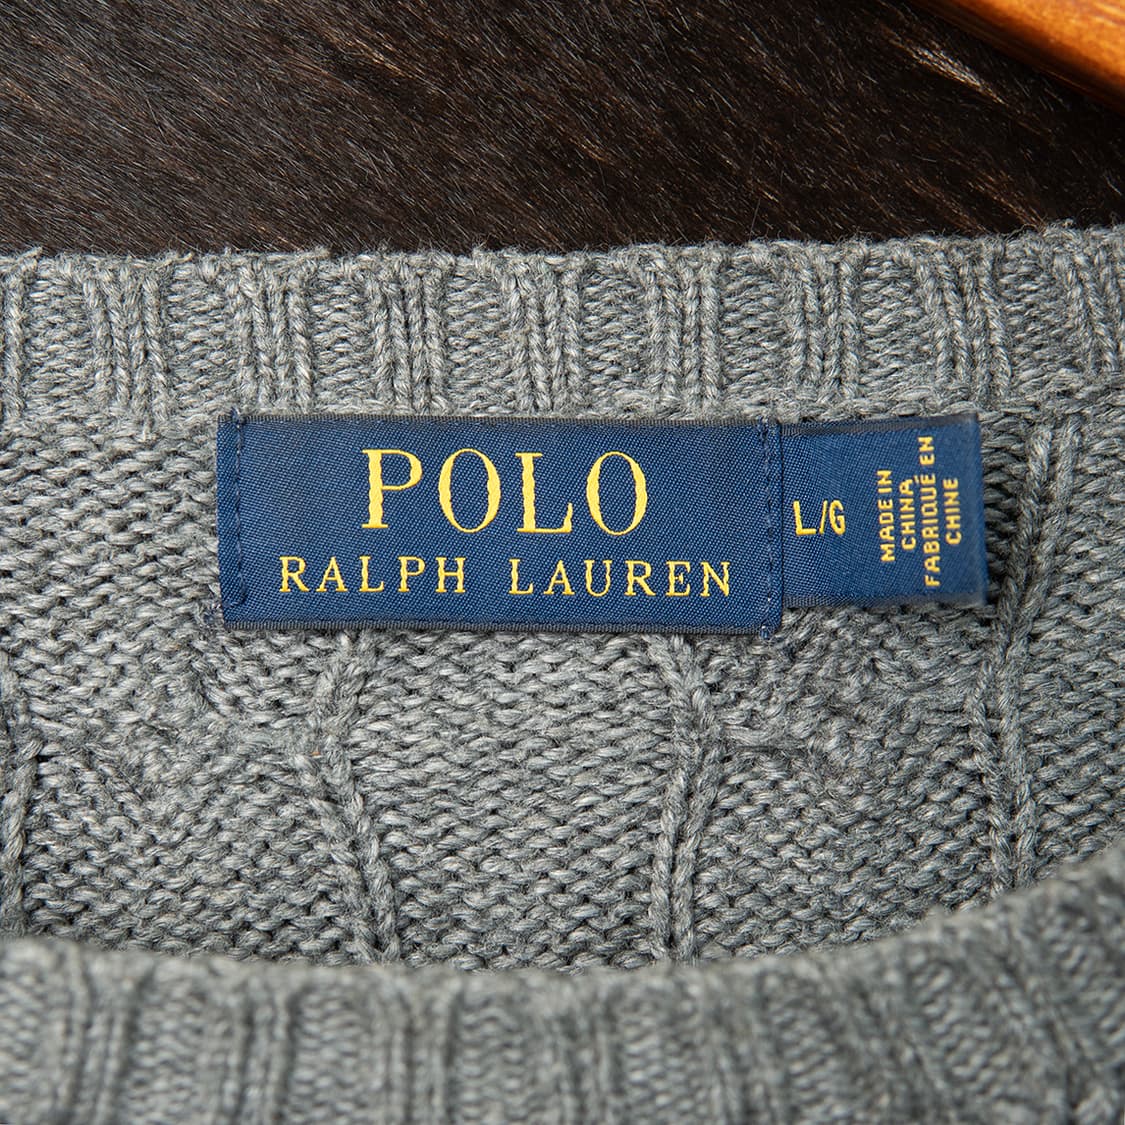 POLO
RALPH LAUREN
L/G
MADE IN
CHINA
FABRIQUÉ EN
CHINE